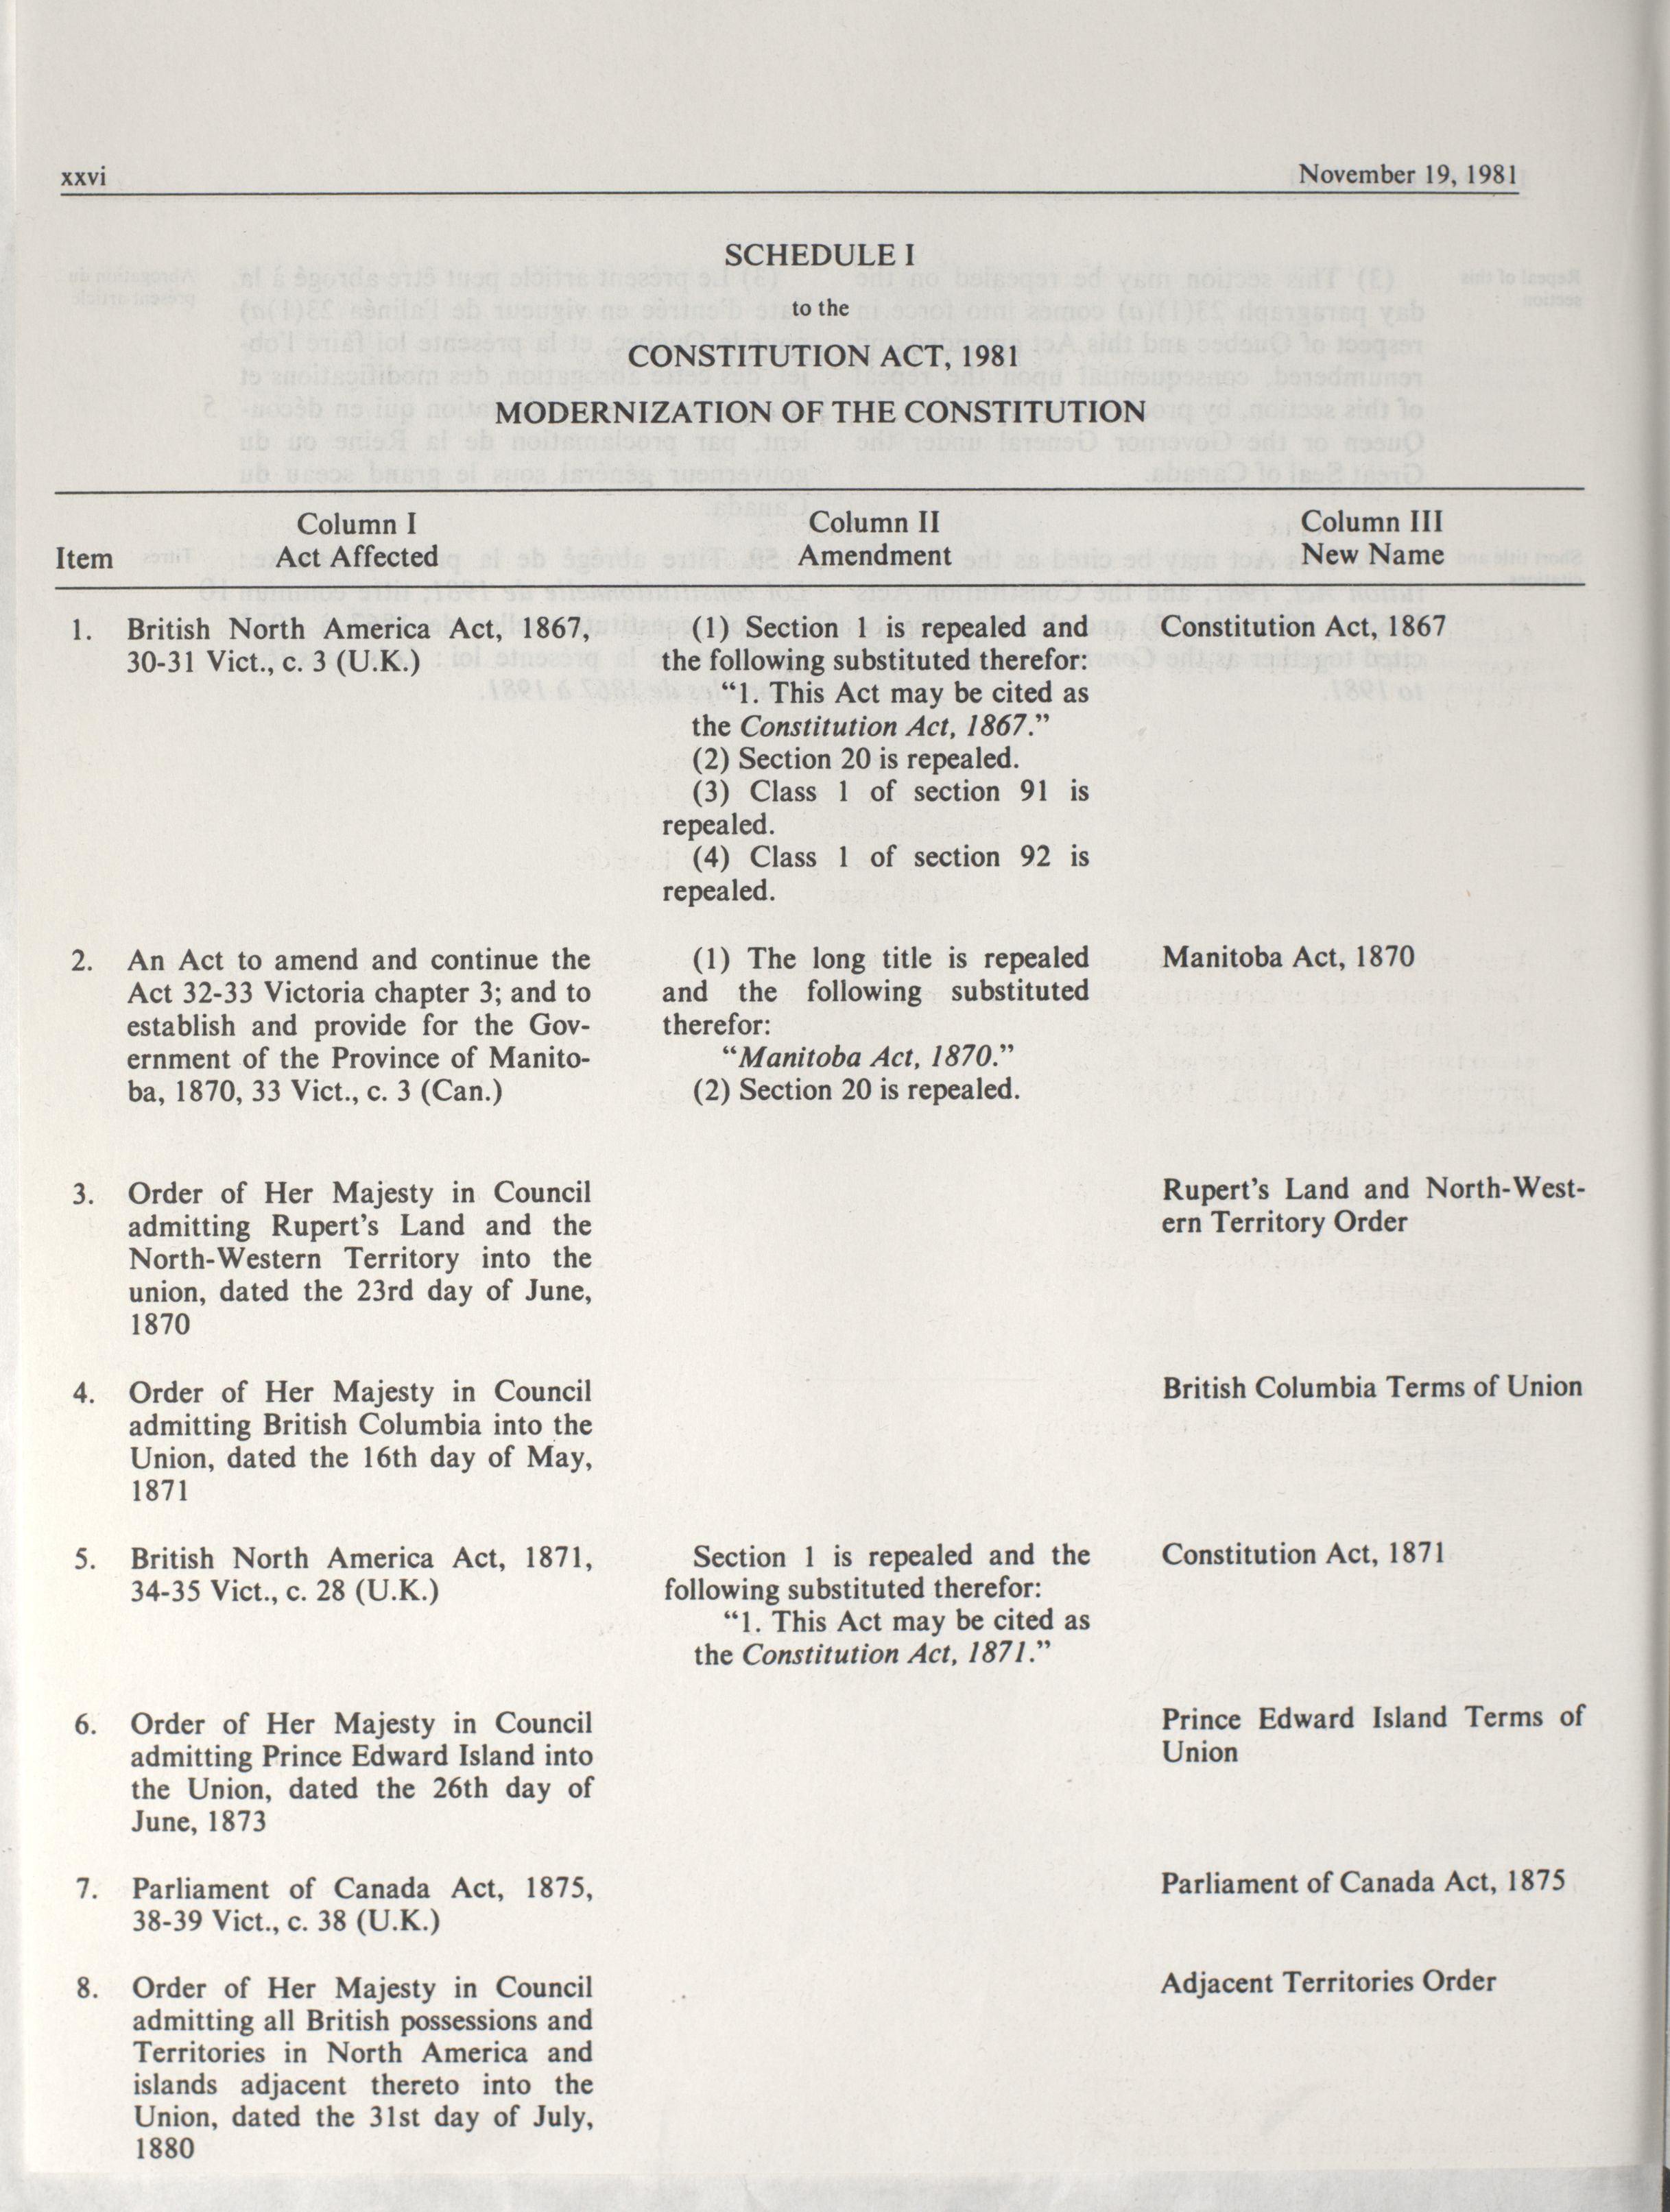 xxvi
November 19, 1981
SCHEDULE I
to the
CONSTITUTION ACT, 1981
MODERNIZATION OF THE CONSTITUTION
Item
Column I
Act Affected
Column II
Amendment
Column III
New Name
1. British North America Act, 1867,
30-31 Vict., c. 3 (U.K.)
(1) Section 1 is repealed and
the following substituted therefor:
“1. This Act may be cited as
the Constitution Act, 1867.”
(2) Section 20 is repealed.
(3) Class 1 of section 91 is
repealed.
(4) Class 1 of section 92 is
repealed.
Constitution Act, 1867
2. An Act to amend and continue the
Act 32-33 Victoria chapter 3; and to
establish and provide for the Gov-
ernment of the Province of Manito-
ba, 1870, 33 Vict., c. 3 (Can.)
(1) The long title is repealed
and the following substituted
therefor:
“Manitoba Act, 1870.”
(2) Section 20 is repealed.
Manitoba Act, 1870
3. Order of Her Majesty in Council
admitting Rupert’s Land and the
North-Western Territory into the
union, dated the 23rd day of June,
1870
Rupert’s Land and North-West-
ern Territory Order
4. Order of Her Majesty in Council
admitting British Columbia into the
Union, dated the 16th day of May,
1871
British Columbia Terms of Union
5. British North America Act, 1871,
34-35 Vict., c. 28 (U.K.)
Section 1 is repealed and the
following substituted therefor:
“1. This Act may be cited as
the Constitution Act, 1871.”
Constitution Act, 1871
6. Order of Her Majesty in Council
admitting Prince Edward Island into
the Union, dated the 26th day of
June, 1873
Prince Edward Island Terms of
Union
7. Parliament of Canada Act, 1875,
38-39 Vict., c. 38 (U.K.)
Parliament of Canada Act, 1875
8. Order of Her Majesty in Council
admitting all British possessions and
Territories in North America and
islands adjacent thereto into the
Union, dated the 31st day of July,
1880
Adjacent Territories Order